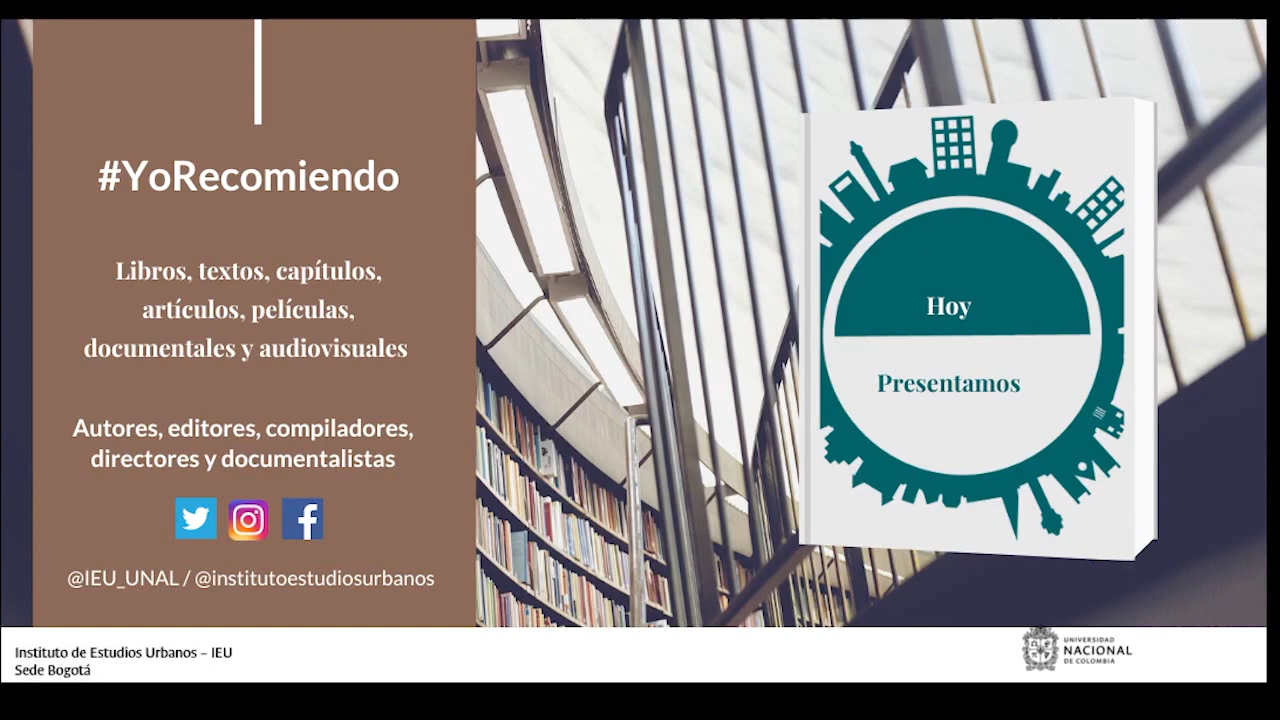 #YoRecomiendo
Libros, textos, capítulos,
artículos, películas,
documentales y audiovisuales
Autores, editores, compiladores,
directores y documentalistas
@IEU_UNAL / @institutoestudiosurbanos
Hoy
Presentamos
Instituto de Estudios Urbanos – IEU
Sede Bogotá
UNIVERSIDAD
NACIONAL
DE COLOMBIA